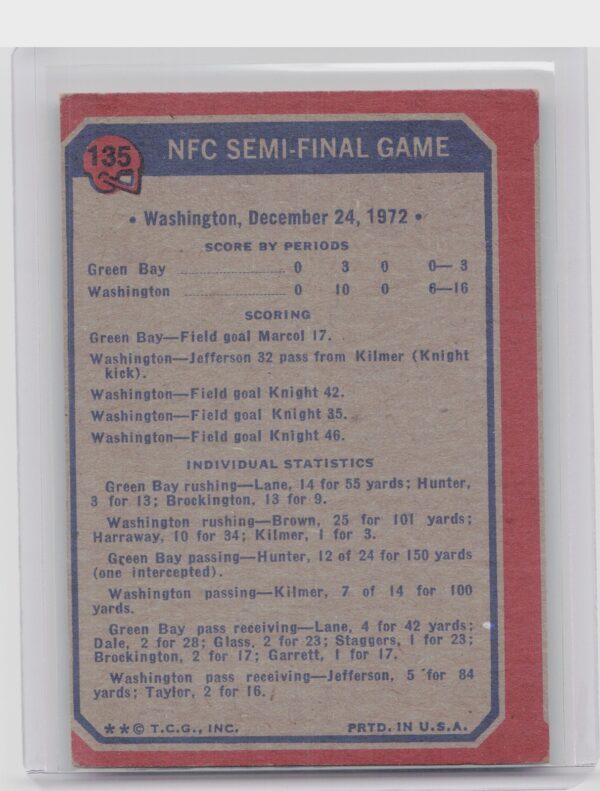 135 NFC SEMI-FINAL GAME
• Washington, December 24, 1972 •
SCORE BY PERIODS
Green Bay ........................ 0 3 0 0— 3
Washington ........................ 0 10 0 6—16
SCORING
Green Bay—Field goal Marcol 17.
Washington—Jefferson 32 pass from Kilmer (Knight
kick).
Washington—Field goal Knight 42.
Washington—Field goal Knight 35.
Washington—Field goal Knight 46.
INDIVIDUAL STATISTICS
Green Bay rushing—Lane, 14 for 55 yards; Hunter,
3 for 13; Brockington, 13 for 9.
Washington rushing—Brown, 25 for 101 yards;
Harraway, 10 for 34; Kilmer, 1 for 3.
Green Bay passing—Hunter, 12 of 24 for 150 yards
(one intercepted).
Washington passing—Kilmer, 7 of 14 for 100
yards.
Green Bay pass receiving—Lane, 4 for 42 yards;
Dale, 2 for 28; Glass, 2 for 23; Staggers, 1 for 23;
Brockington, 2 for 17; Garrett, 1 for 17.
Washington pass receiving—Jefferson, 5 for 84
yards; Taylor, 2 for 16.
**© T.C.G., INC. PRTD. IN U.S.A.